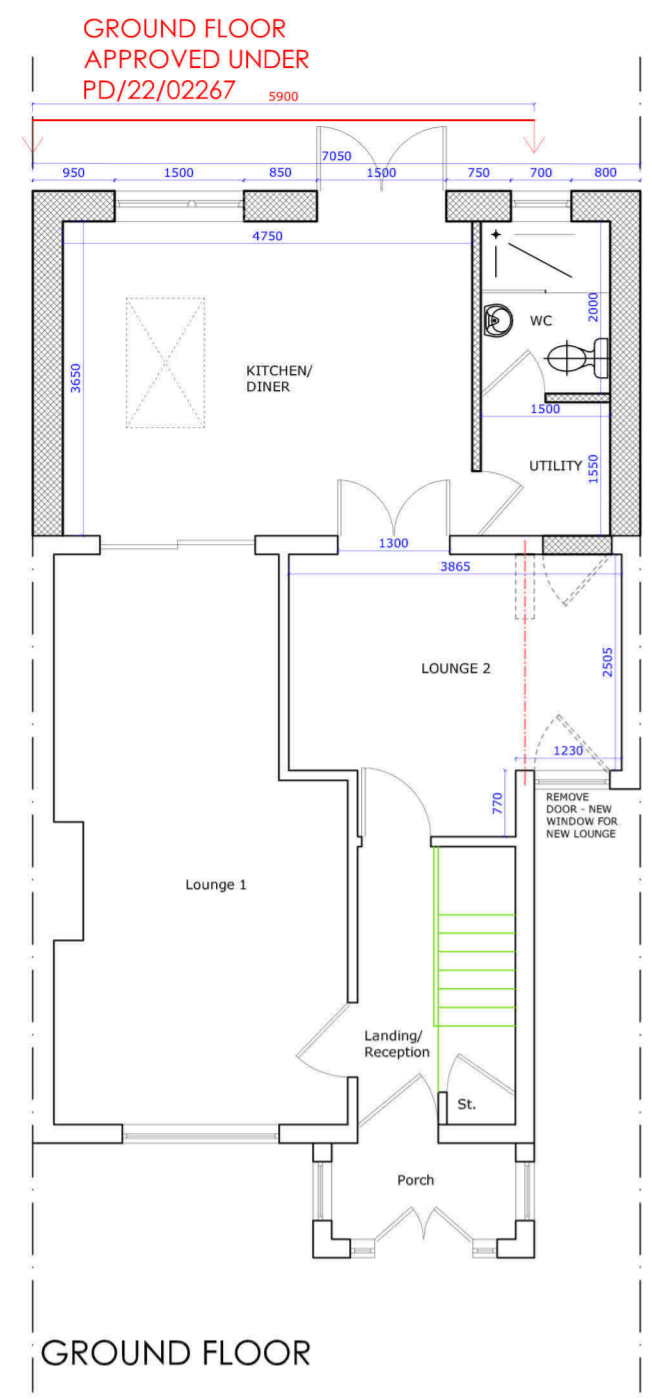 GROUND FLOOR
APPROVED UNDER
PD/22/02267
5900
7050
950 1500 850 1500 750 700 800
4750
2000
WC
3650
KITCHEN/
DINER
1500
UTILITY
1550
1300
3865
LOUNGE 2
2505
1230
770
REMOVE
DOOR - NEW
WINDOW FOR
NEW LOUNGE
Lounge 1
Landing/
Reception
St.
Porch
GROUND FLOOR